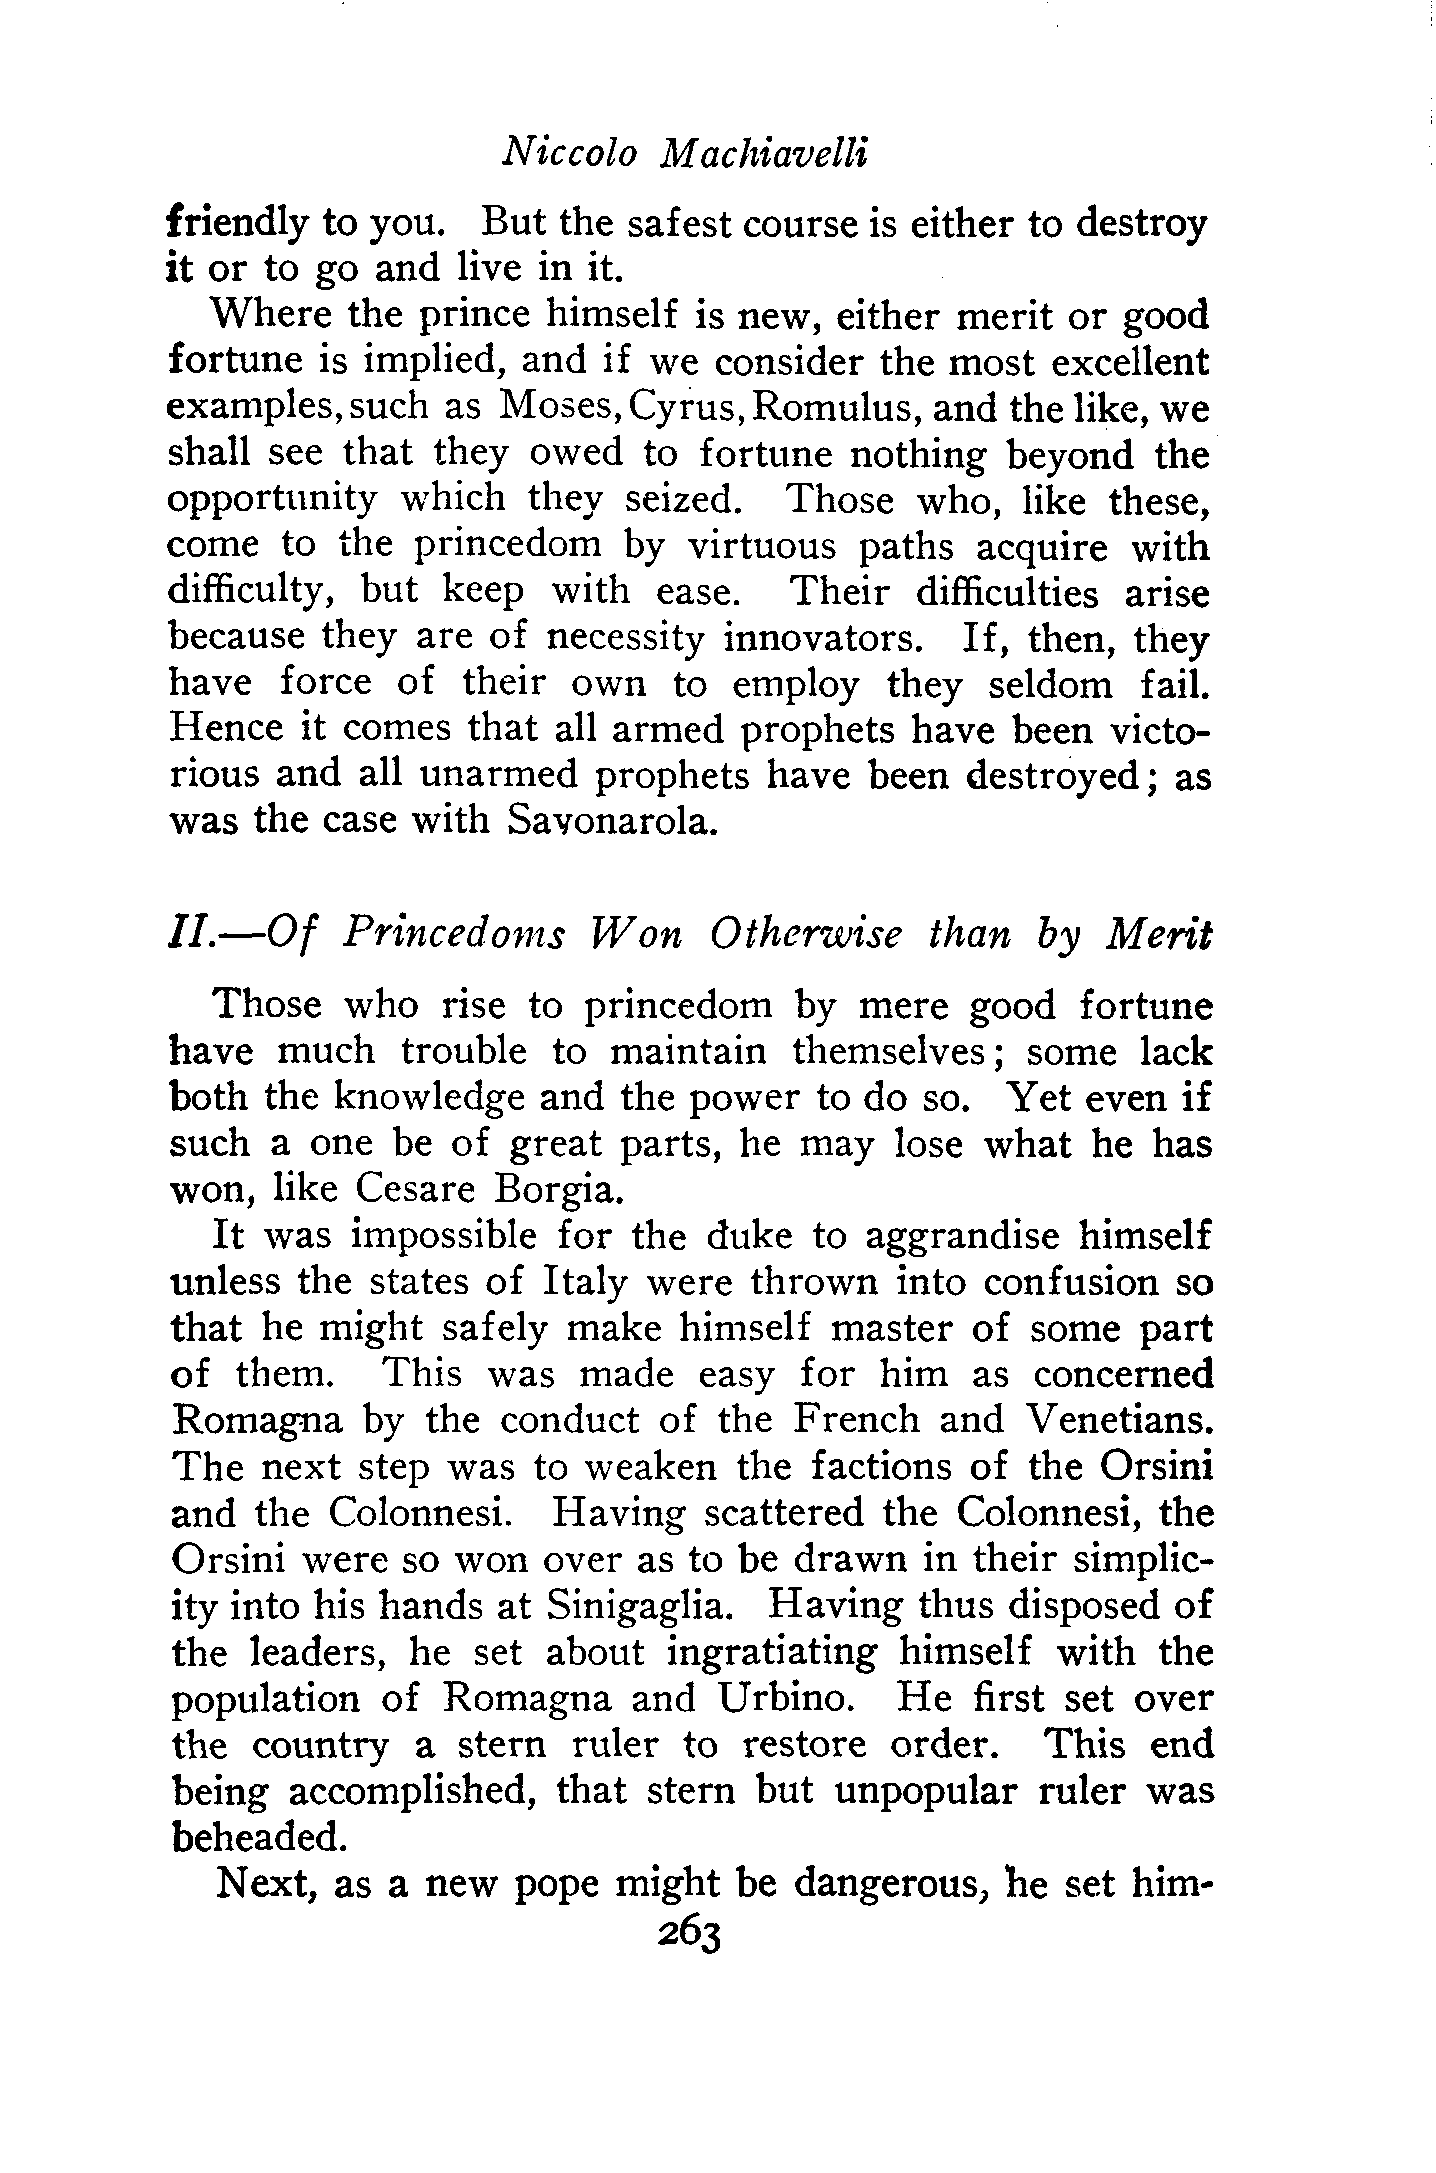 Niccolo Machiavelli
friendly to you. But the safest course is either to destroy
it or to go and live in it.
Where the prince himself is new, either merit or good
fortune is implied, and if we consider the most excellent
examples, such as Moses, Cyrus, Romulus, and the like, we
shall see that they owed to fortune nothing beyond the
opportunity which they seized. Those who, like these,
come to the princedom by virtuous paths acquire with
difficulty, but keep with ease. Their difficulties arise
because they are of necessity innovators. If, then, they
have force of their own to employ they seldom fail.
Hence it comes that all armed prophets have been victo-
rious and all unarmed prophets have been destroyed; as
was the case with Savonarola.
II.—Of Princedoms Won Otherwise than by Merit
Those who rise to princedom by mere good fortune
have much trouble to maintain themselves; some lack
both the knowledge and the power to do so. Yet even if
such a one be of great parts, he may lose what he has
won, like Cesare Borgia.
It was impossible for the duke to aggrandise himself
unless the states of Italy were thrown into confusion so
that he might safely make himself master of some part
of them. This was made easy for him as concerned
Romagna by the conduct of the French and Venetians.
The next step was to weaken the factions of the Orsini
and the Colonnesi. Having scattered the Colonnesi, the
Orsini were so won over as to be drawn in their simplic-
ity into his hands at Sinigaglia. Having thus disposed of
the leaders, he set about ingratiating himself with the
population of Romagna and Urbino. He first set over
the country a stern ruler to restore order. This end
being accomplished, that stern but unpopular ruler was
beheaded.
Next, as a new pope might be dangerous, he set him-
263